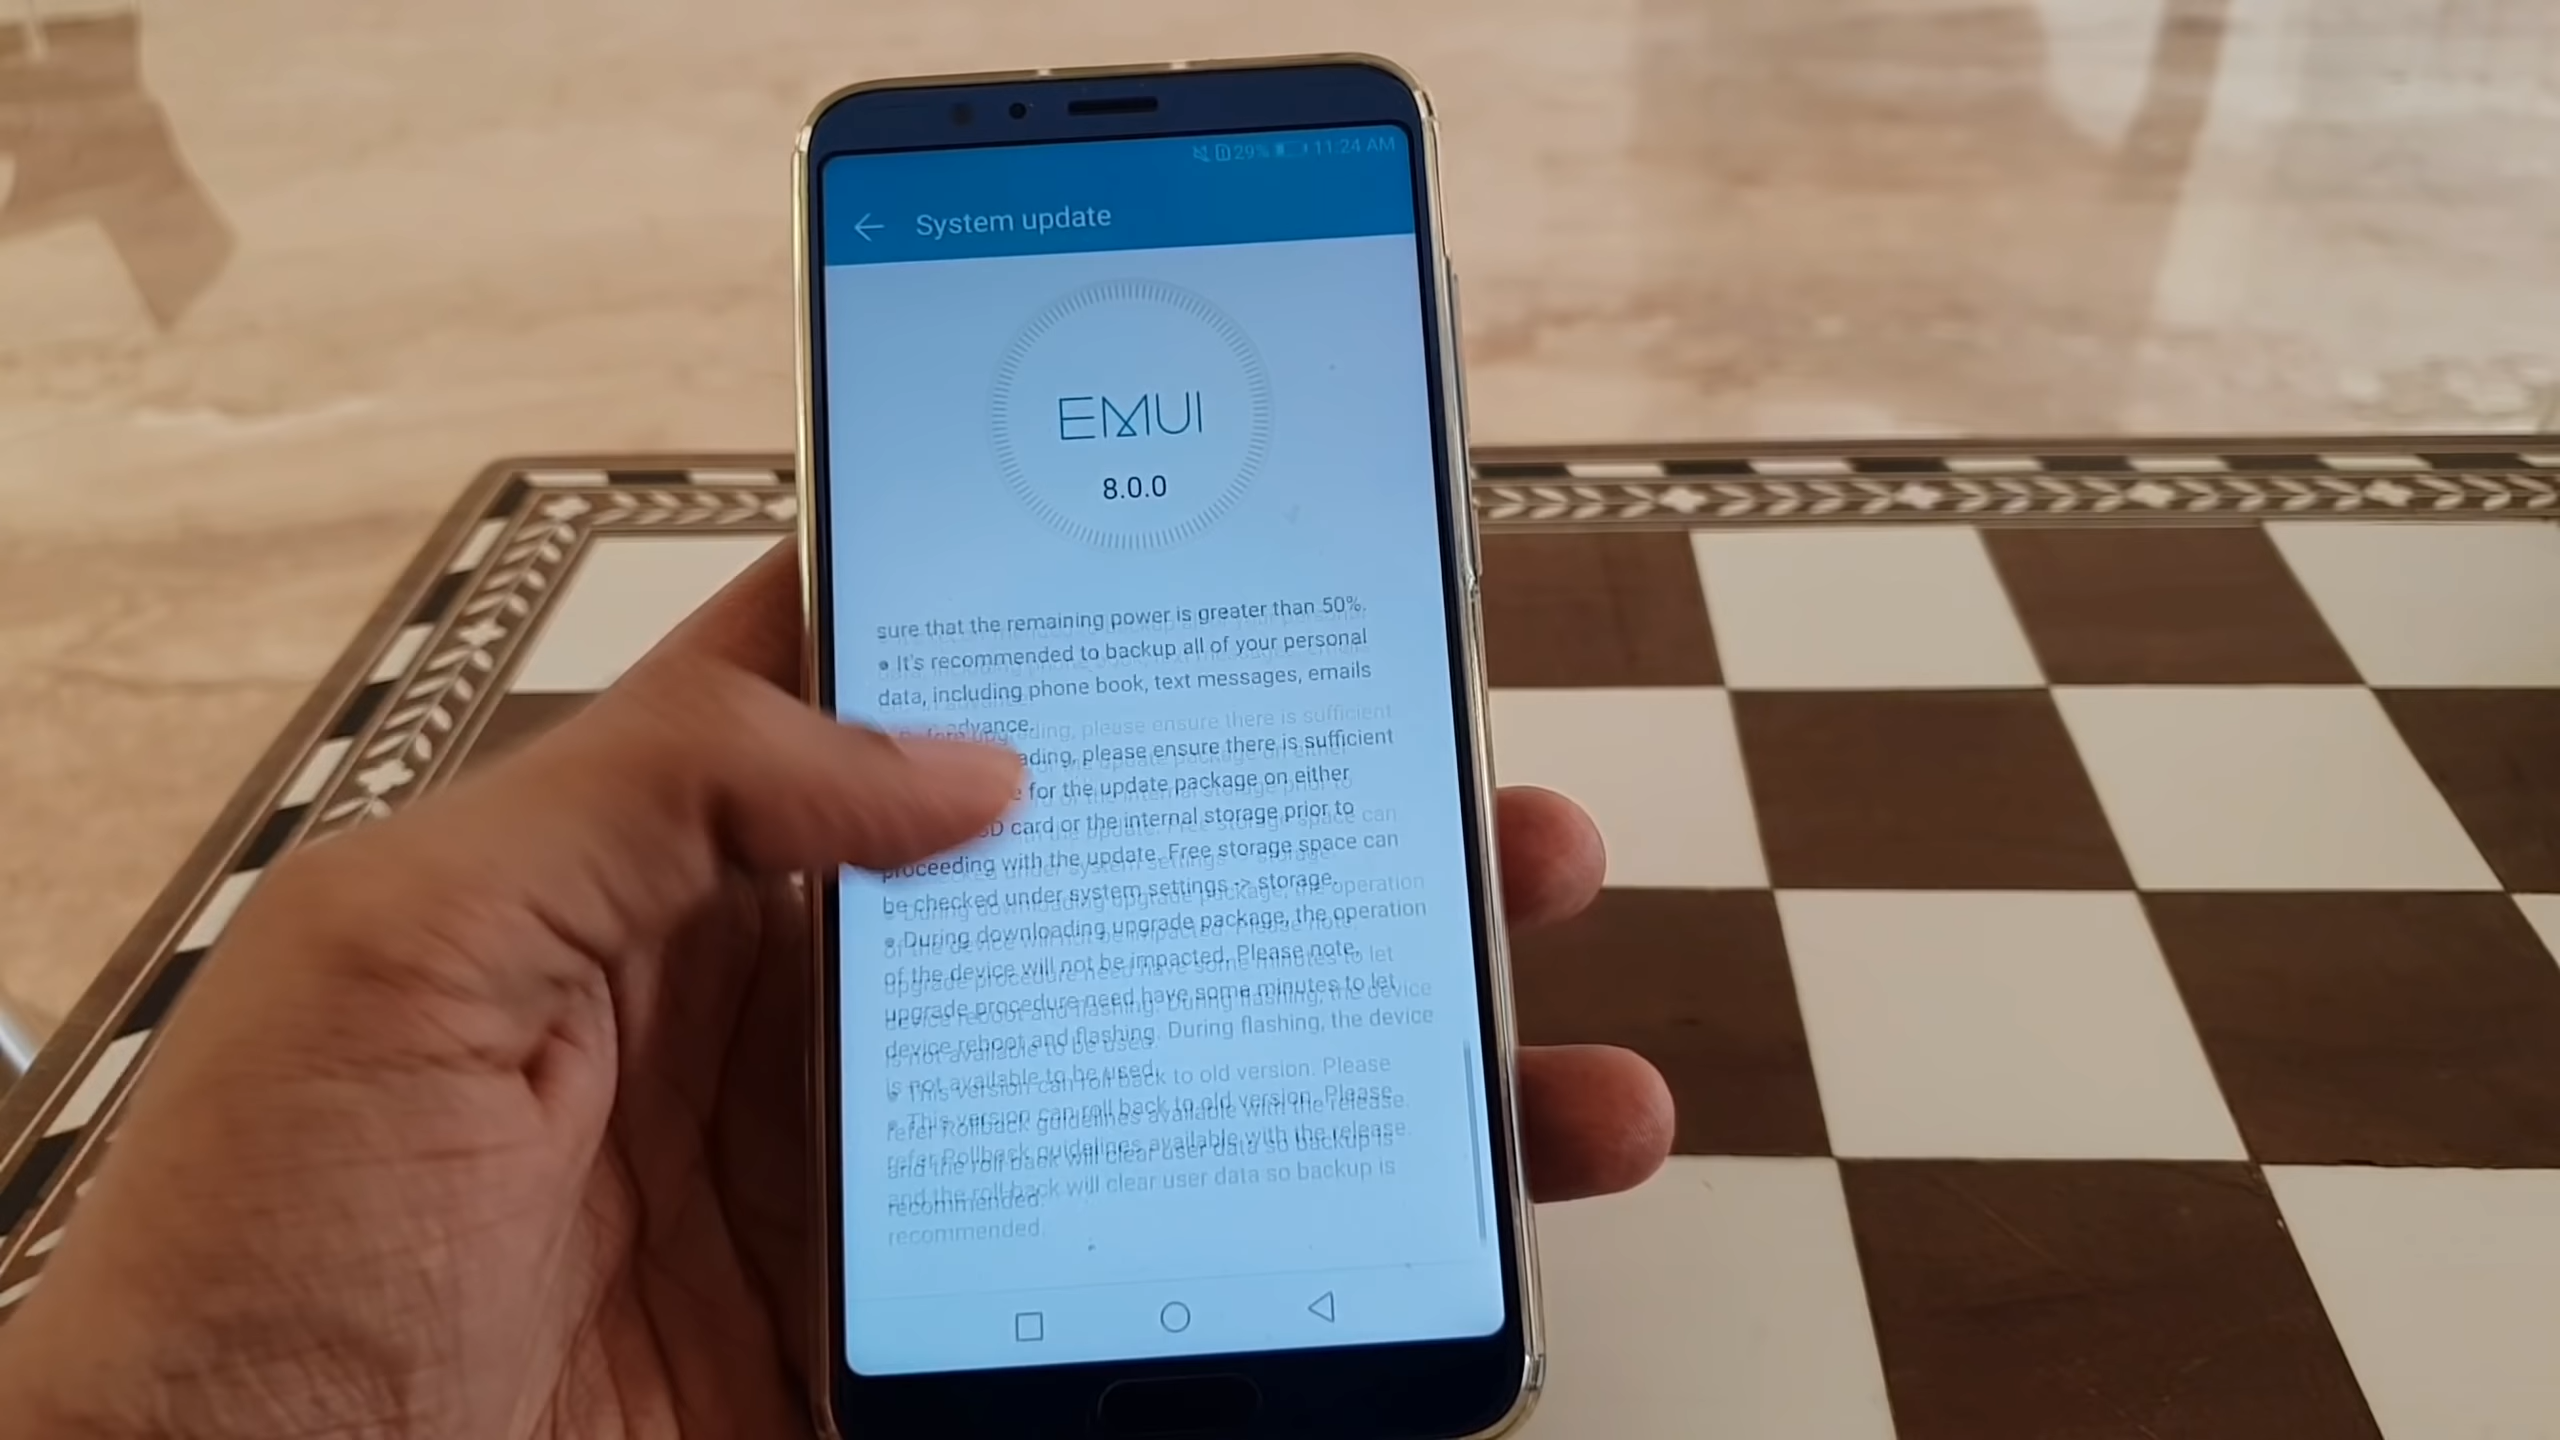 29% 11:24 AM
System update
EMUI
8.0.0
sure that the remaining power is greater than 50%.
• It's recommended to backup all of your personal
data, including phone book, text messages, emails
advance.
ading, please ensure there is sufficient
for the update package on either
SD card or the internal storage prior to
proceeding with the update. Free storage space can
be checked under system settings -> storage.
• During downloading upgrade package, the operation
of the device will not be impacted. Please note,
upgrade procedure need have some minutes to let
device reboot and flashing. During flashing, the device
is not available to be used.
• This version can roll back to old version. Please
refer Rollback guidelines available with the release.
and the roll back will clear user data so backup is
recommended.